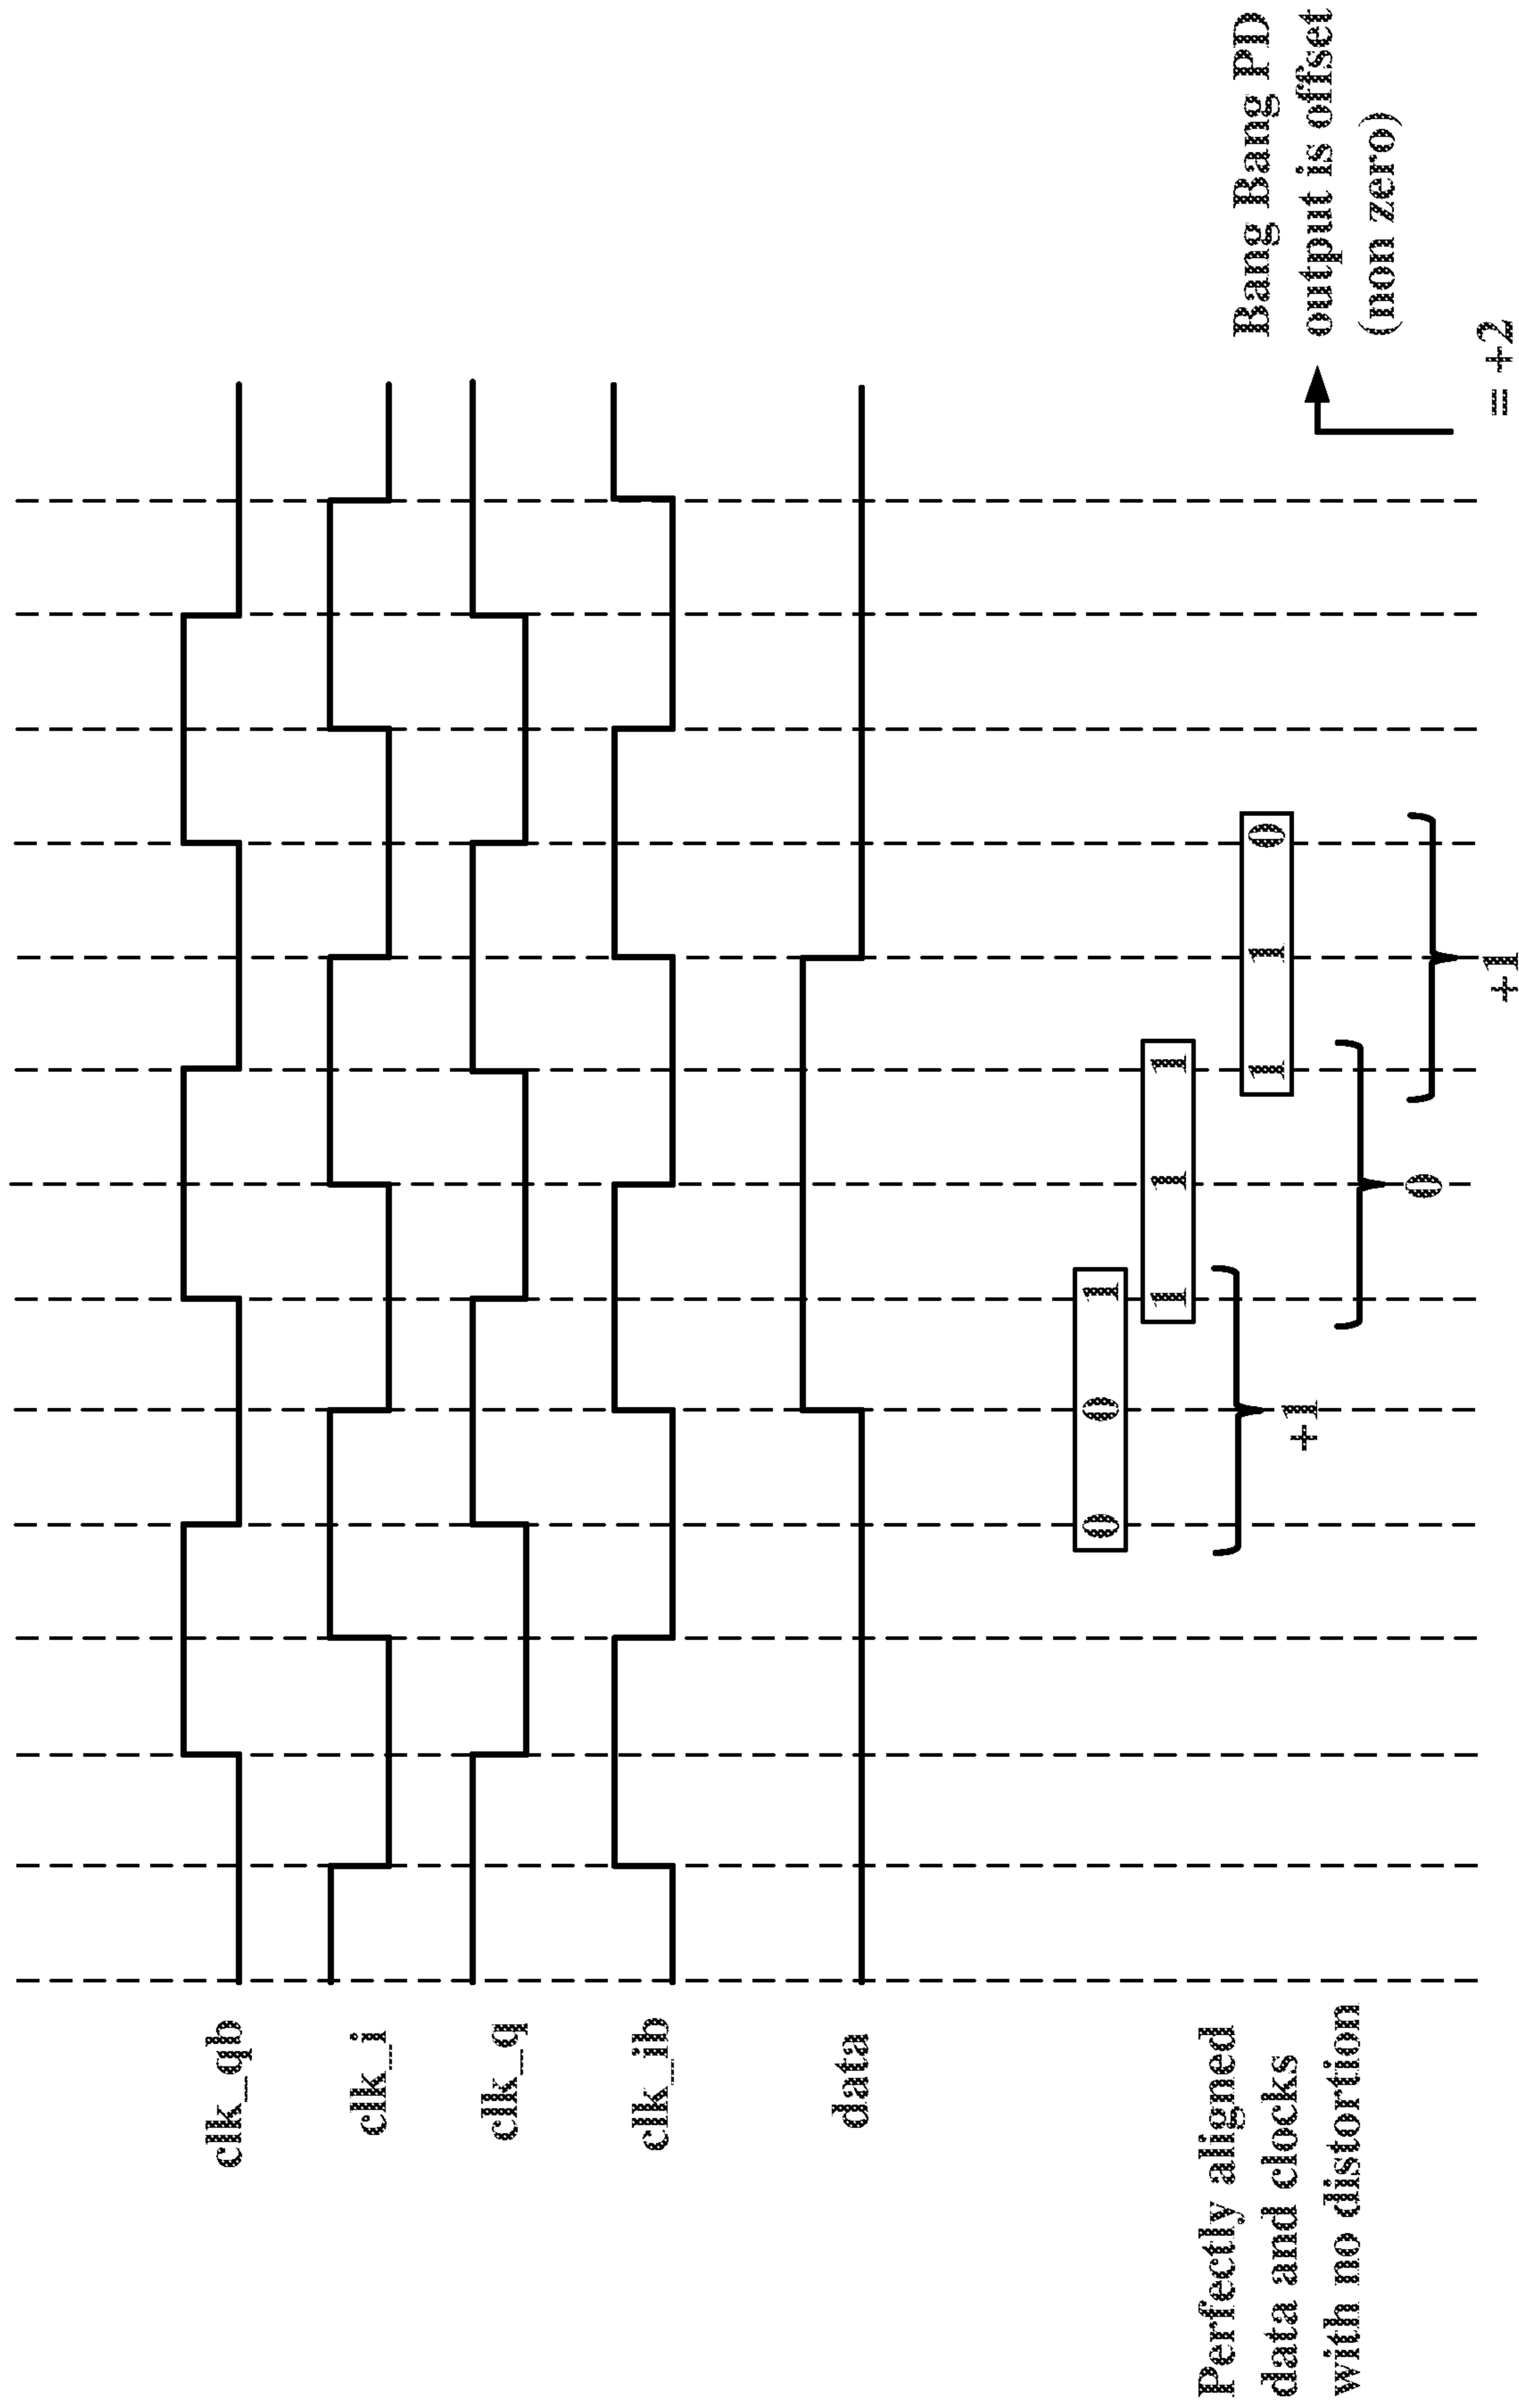 clk_qb
clk_i
clk_q
clk_ib
data
Perfectly aligned
data and clocks
with no distortion
0 0 1
+1
1 1 1
0
1 1 0
+1
= +2
Bang Bang PD
output is offset
(non zero)